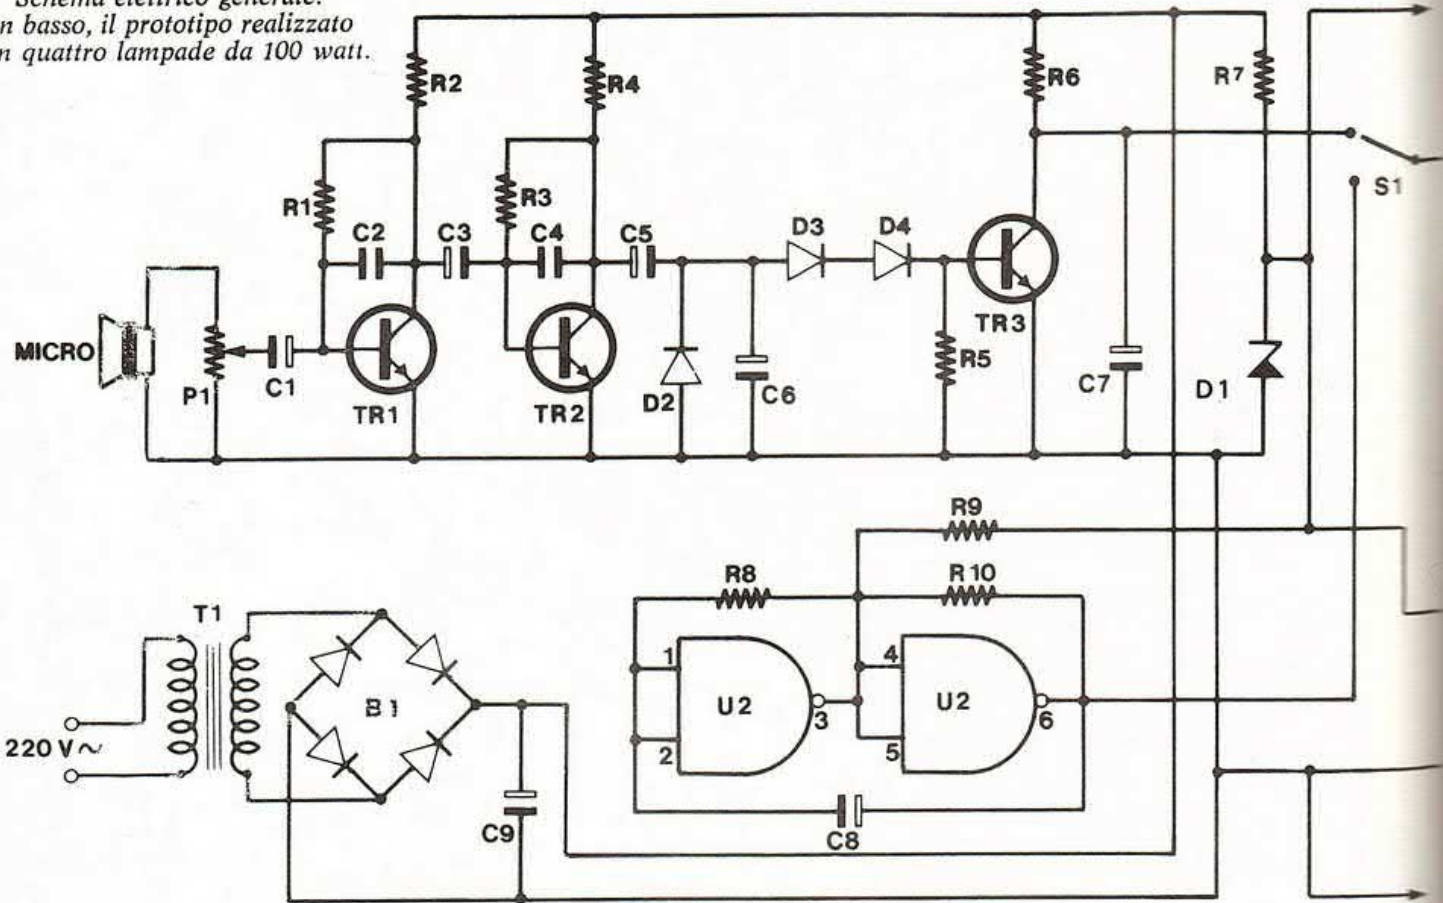 Schema elettrico generale.
n basso, il prototipo realizzato
n quattro lampade da 100 watt.
R2
R4
R6
R7
R1
R3
C2
C3
C4
C5
D3
D4
S1
MICRO
P1
C1
TR1
TR2
D2
C6
R5
TR3
C7
D1
R9
R8
R10
T1
B1
220 V~
C9
1
2
U2
3
4
5
U2
6
C8